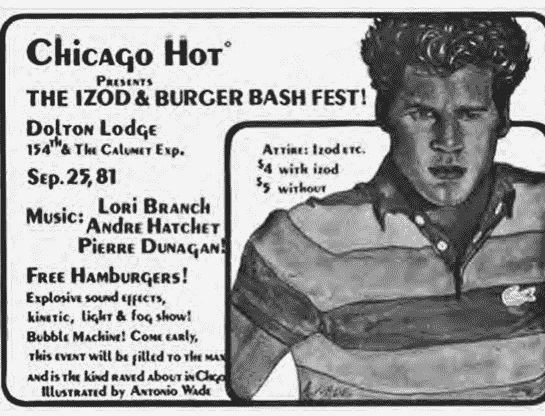 Chicago Hot°
Presents
THE IZOD & BURGER BASH FEST!
Dolton Lodge
154th & The Calumet Exp.
Sep. 25, 81
Music: Lori Branch
Andre Hatchet
Pierre Dunagan!
Free Hamburgers!
Explosive sound effects,
kinetic, light & fog show!
Bubble Machine! Come early,
this event will be filled to the max
and is the kind raved about in Chgo
Illustrated by Antonio Wade
Attire: Izod etc.
$4 with izod
$5 without